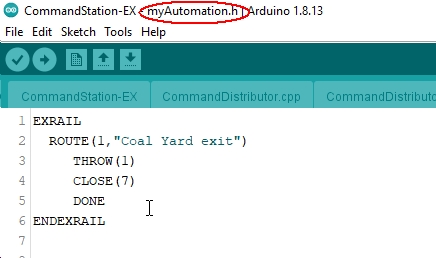 CommandStation-EX - myAutomation.h | Arduino 1.8.13
File Edit Sketch Tools Help
CommandStation-EX CommandDistributor.cpp CommandDistributo
1 EXRAIL
2 ROUTE(1,"Coal Yard exit")
3 THROW(1)
4 CLOSE(7)
5 DONE
6 ENDEXRAIL
7